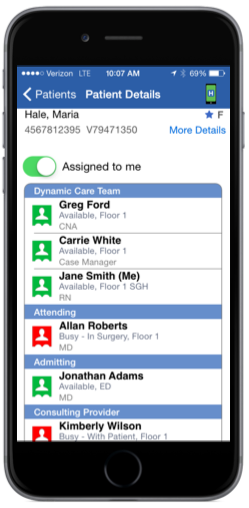 Verizon LTE 10:07 AM 69%
Patients Patient Details H
Hale, Maria F
4567812395 V79471350 More Details
Assigned to me
Dynamic Care Team
Greg Ford
Available, Floor 1
CNA
Carrie White
Available, Floor 1
Case Manager
Jane Smith (Me)
Available, Floor 1 SGH
RN
Attending
Allan Roberts
Busy - In Surgery, Floor 1
MD
Admitting
Jonathan Adams
Available, ED
MD
Consulting Provider
Kimberly Wilson
Busy - With Patient, Floor 1